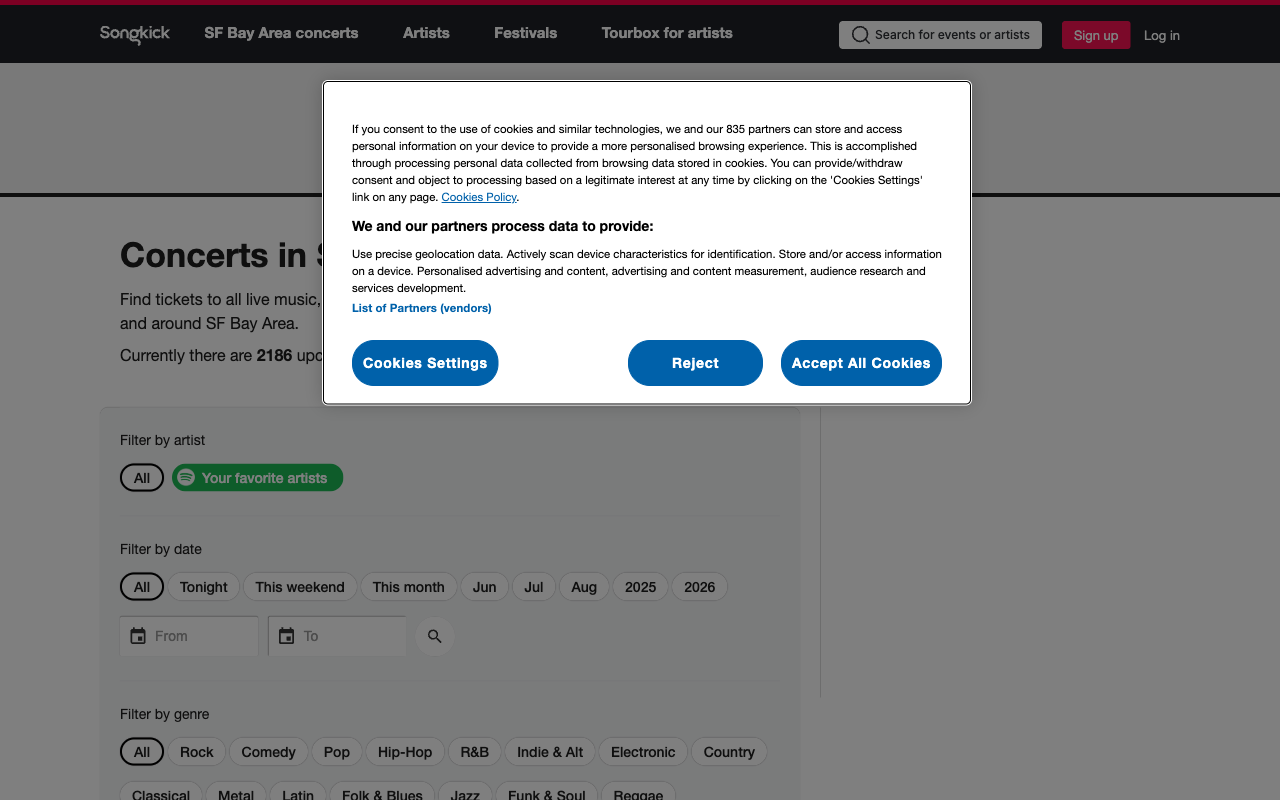 Songkick SF Bay Area concerts Artists Festivals Tourbox for artists Search for events or artists Sign up Log in
If you consent to the use of cookies and similar technologies, we and our 835 partners can store and access
personal information on your device to provide a more personalised browsing experience. This is accomplished
through processing personal data collected from browsing data stored in cookies. You can provide/withdraw
consent and object to processing based on a legitimate interest at any time by clicking on the 'Cookies Settings'
link on any page. Cookies Policy.
We and our partners process data to provide:
Use precise geolocation data. Actively scan device characteristics for identification. Store and/or access information
on a device. Personalised advertising and content, advertising and content measurement, audience research and
services development.
List of Partners (vendors)
Cookies Settings Reject Accept All Cookies
Concerts in
Find tickets to all live music,
and around SF Bay Area.
Currently there are 2186
Filter by artist
All Your favorite artists
Filter by date
All Tonight This weekend This month Jun Jul Aug 2025 2026
From To
Filter by genre
All Rock Comedy Pop Hip-Hop R&B Indie & Alt Electronic Country
Classical Metal Latin Folk & Blues Jazz Funk & Soul Reggae